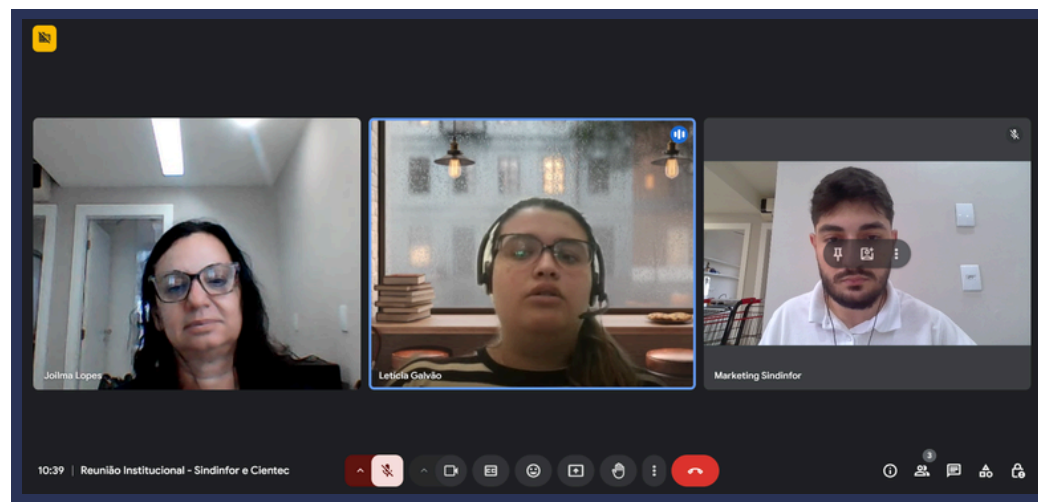 Joilma Lopes
Letícia Galvão
Marketing Sindinfor
10:39 | Reunião Institucional - Sindinfor e Cientec
3